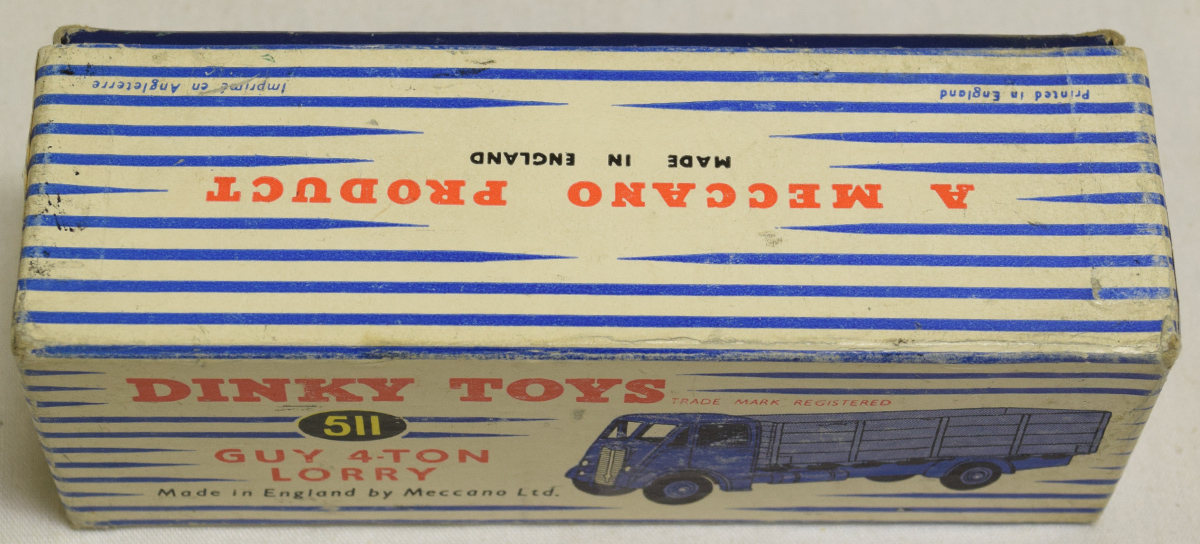 Printed in England
Imprimé en Angleterre
MADE IN ENGLAND
A MECCANO PRODUCT
DINKY TOYS
TRADE MARK REGISTERED
511
GUY 4-TON
LORRY
Made in England by Meccano Ltd.